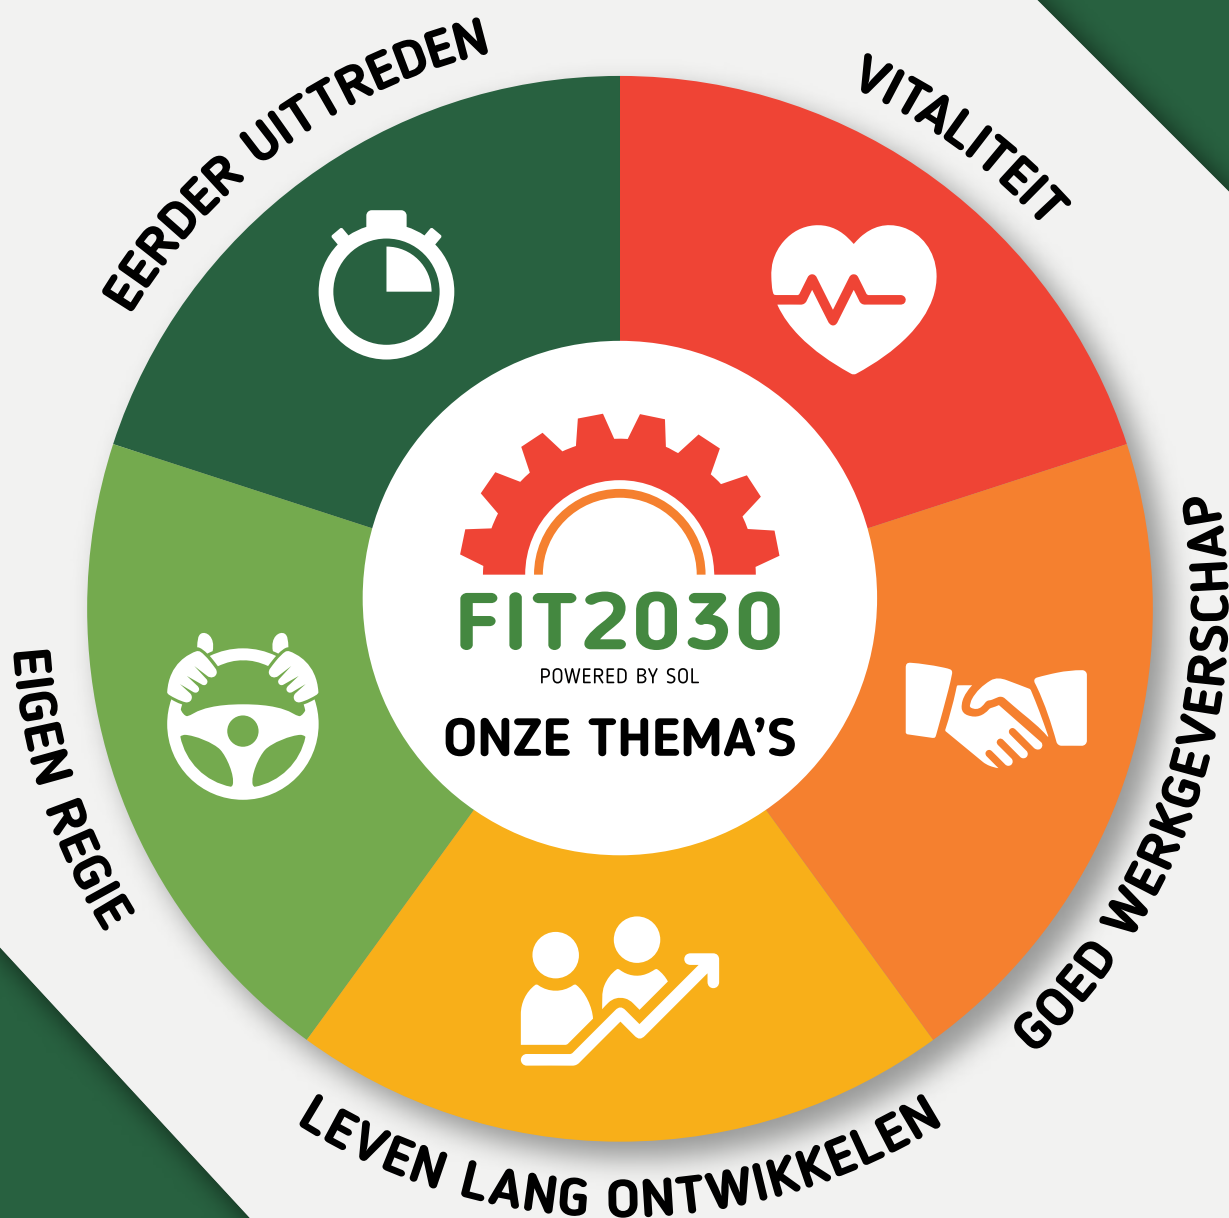 EERDER UITTREDEN
VITALITEIT
GOED WERKGEVERSCHAP
LEVEN LANG ONTWIKKELEN
EIGEN REGIE
FIT2030
POWERED BY SOL
ONZE THEMA'S